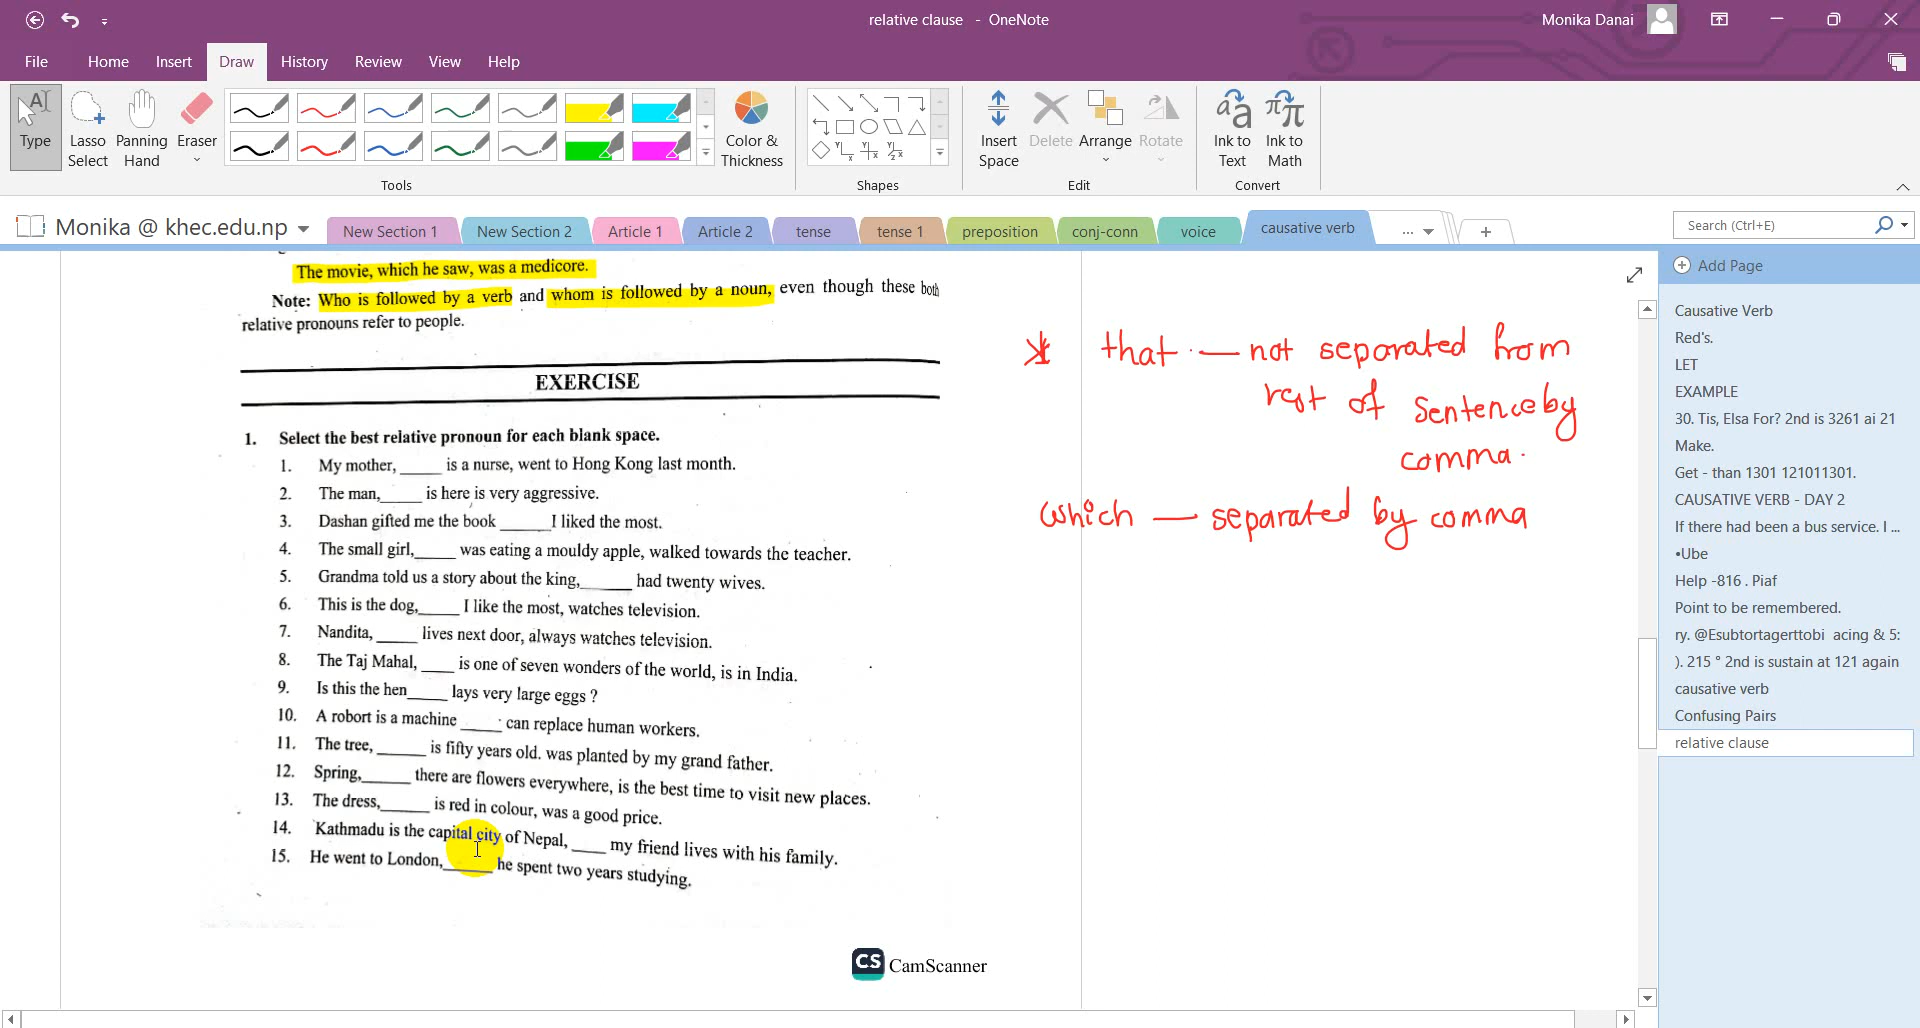 relative clause - OneNote
Monika Danai
File Home Insert Draw History Review View Help
Type
Lasso Select
Panning Hand
Eraser
Color & Thickness
Insert Space
Delete
Arrange
Rotate
Ink to Text
Ink to Math
Tools
Shapes
Edit
Convert
Monika @ khec.edu.np
New Section 1 New Section 2 Article 1 Article 2 tense tense 1 preposition conj-conn voice causative verb ... +
Search (Ctrl+E)
The movie, which he saw, was a medicore.
Note: Who is followed by a verb and whom is followed by a noun, even though these both
relative pronouns refer to people.
EXERCISE
1. Select the best relative pronoun for each blank space.
1. My mother, _____ is a nurse, went to Hong Kong last month.
2. The man, _____ is here is very aggressive.
3. Dashan gifted me the book ______ I liked the most.
4. The small girl, _____ was eating a mouldy apple, walked towards the teacher.
5. Grandma told us a story about the king, ______ had twenty wives.
6. This is the dog, _____ I like the most, watches television.
7. Nandita, _____ lives next door, always watches television.
8. The Taj Mahal, ____ is one of seven wonders of the world, is in India.
9. Is this the hen _____ lays very large eggs ?
10. A robort is a machine _____ can replace human workers.
11. The tree, ______ is fifty years old. was planted by my grand father.
12. Spring, ______ there are flowers everywhere, is the best time to visit new places.
13. The dress, ______ is red in colour, was a good price.
14. Kathmadu is the capital city of Nepal, ____ my friend lives with his family.
15. He went to London, ______ he spent two years studying.
CS CamScanner
* that — not separated from
rest of sentence by
comma.
which — separated by comma
Add Page
Causative Verb
Red's.
LET
EXAMPLE
30. Tis, Elsa For? 2nd is 3261 ai 21
Make.
Get - than 1301 121011301.
CAUSATIVE VERB - DAY 2
If there had been a bus service. I ...
•Ube
Help -816 . Piaf
Point to be remembered.
ry. @Esubtortagerttobi acing & 5:
). 215 ° 2nd is sustain at 121 again
causative verb
Confusing Pairs
relative clause